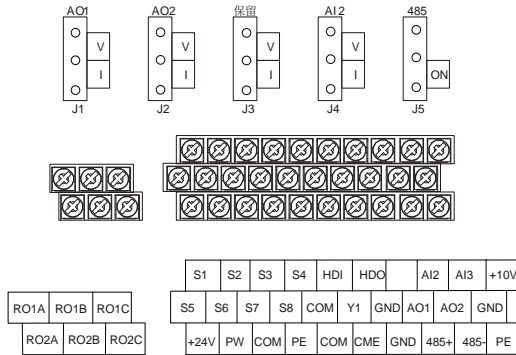 AO1 AO2 保留 AI2 485
V V V V
I I I I ON
J1 J2 J3 J4 J5
S1 S2 S3 S4 HDI HDO AI2 AI3 +10V
RO1A RO1B RO1C S5 S6 S7 S8 COM Y1 GND AO1 AO2 GND
RO2A RO2B RO2C +24V PW COM PE COM CME GND 485+ 485- PE